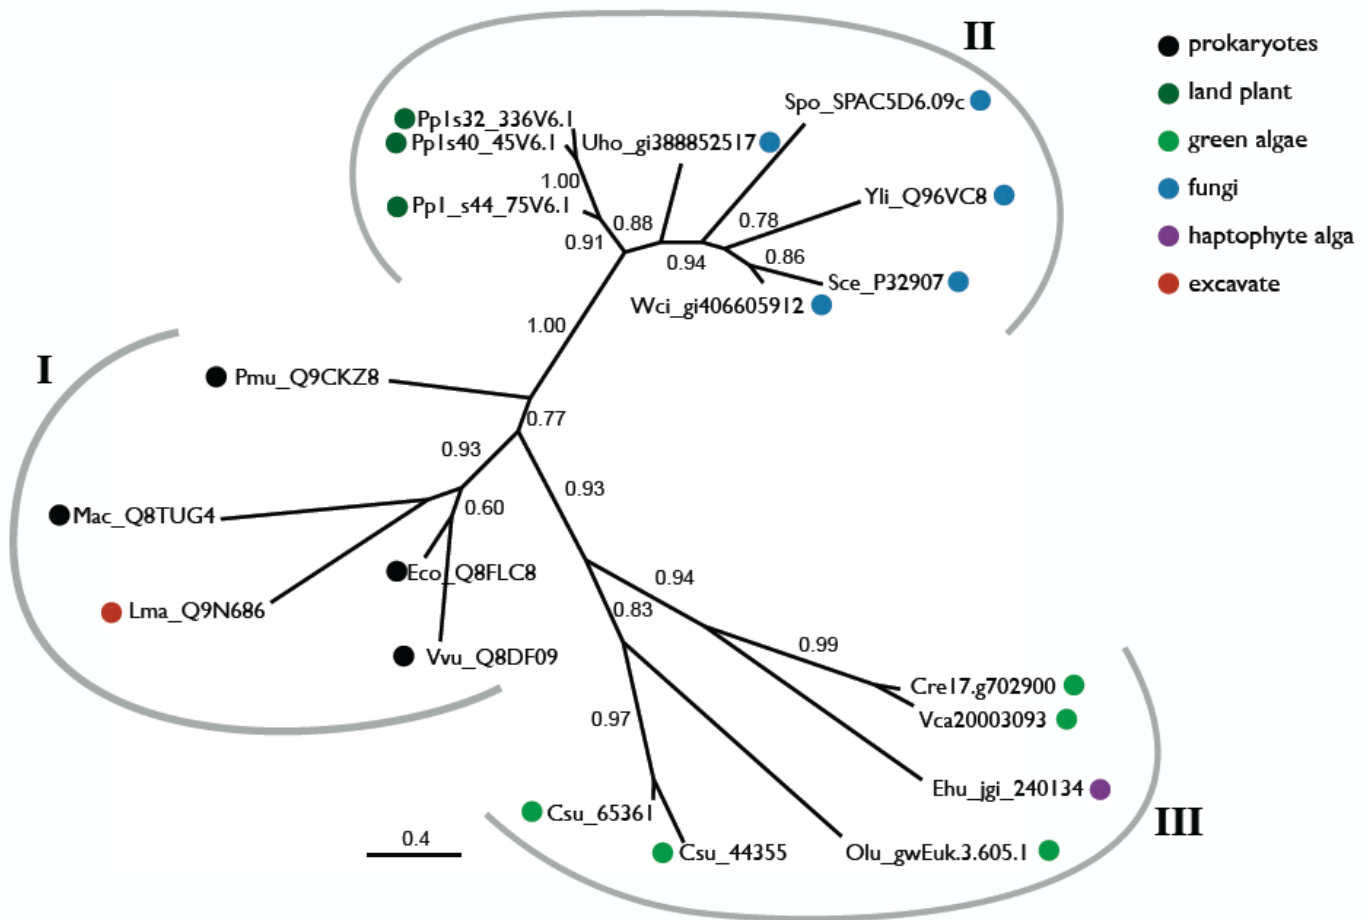 II
prokaryotes
land plant
green algae
fungi
haptophyte alga
excavate
Spo_SPAC5D6.09c
Pp1s32_336V6.1
Pp1s40_45V6.1
Uho_gi388852517
1.00
Yli_Q96VC8
Pp1_s44_75V6.1
0.88
0.78
0.91
0.94
0.86
Sce_P32907
Wci_gi406605912
1.00
I
Pmu_Q9CKZ8
0.77
0.93
0.93
Mac_Q8TUG4
0.60
Eco_Q8FLC8
0.94
Lma_Q9N686
0.83
0.99
Vvu_Q8DF09
Cre17.g702900
0.97
Vca20003093
Ehu_jgi_240134
Csu_65361
III
0.4
Csu_44355
Olu_gwEuk.3.605.1